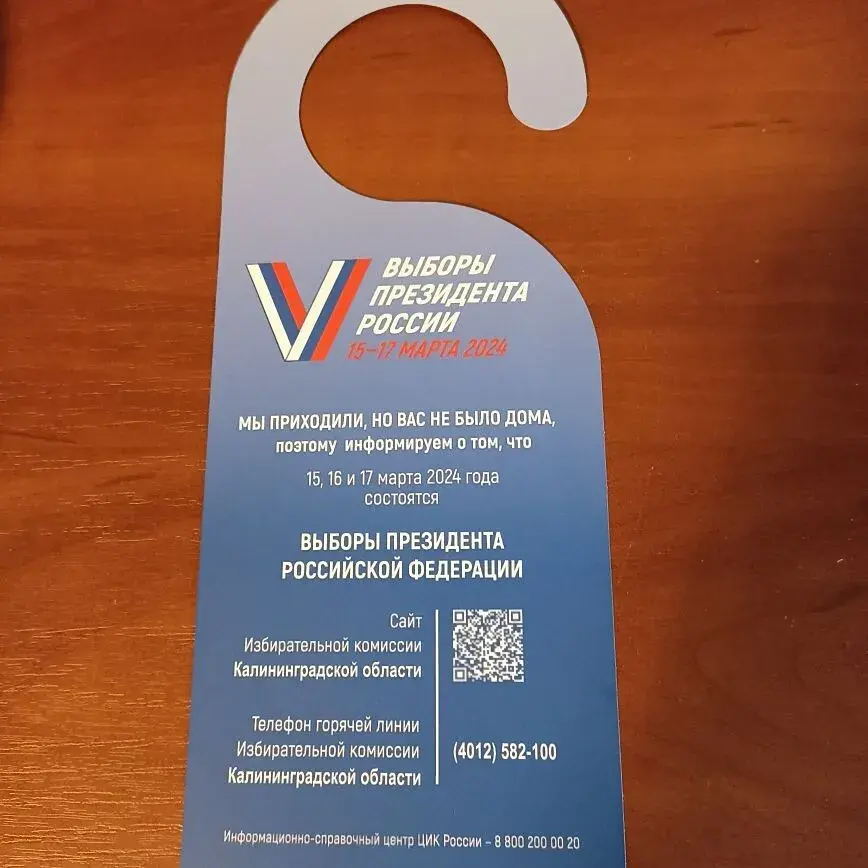 ВЫБОРЫ
ПРЕЗИДЕНТА
РОССИИ
15–17 МАРТА 2024
МЫ ПРИХОДИЛИ, НО ВАС НЕ БЫЛО ДОМА,
поэтому информируем о том, что
15, 16 и 17 марта 2024 года
состоятся
ВЫБОРЫ ПРЕЗИДЕНТА
РОССИЙСКОЙ ФЕДЕРАЦИИ
Сайт
Избирательной комиссии
Калининградской области
Телефон горячей линии
Избирательной комиссии
Калининградской области
(4012) 582-100
Информационно-справочный центр ЦИК России – 8 800 200 00 20